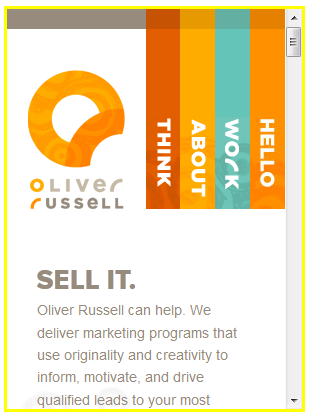 OLIVER
RUSSELL
THINK
ABOUT
WORK
HELLO
SELL IT.
Oliver Russell can help. We
deliver marketing programs that
use originality and creativity to
inform, motivate, and drive
qualified leads to your most